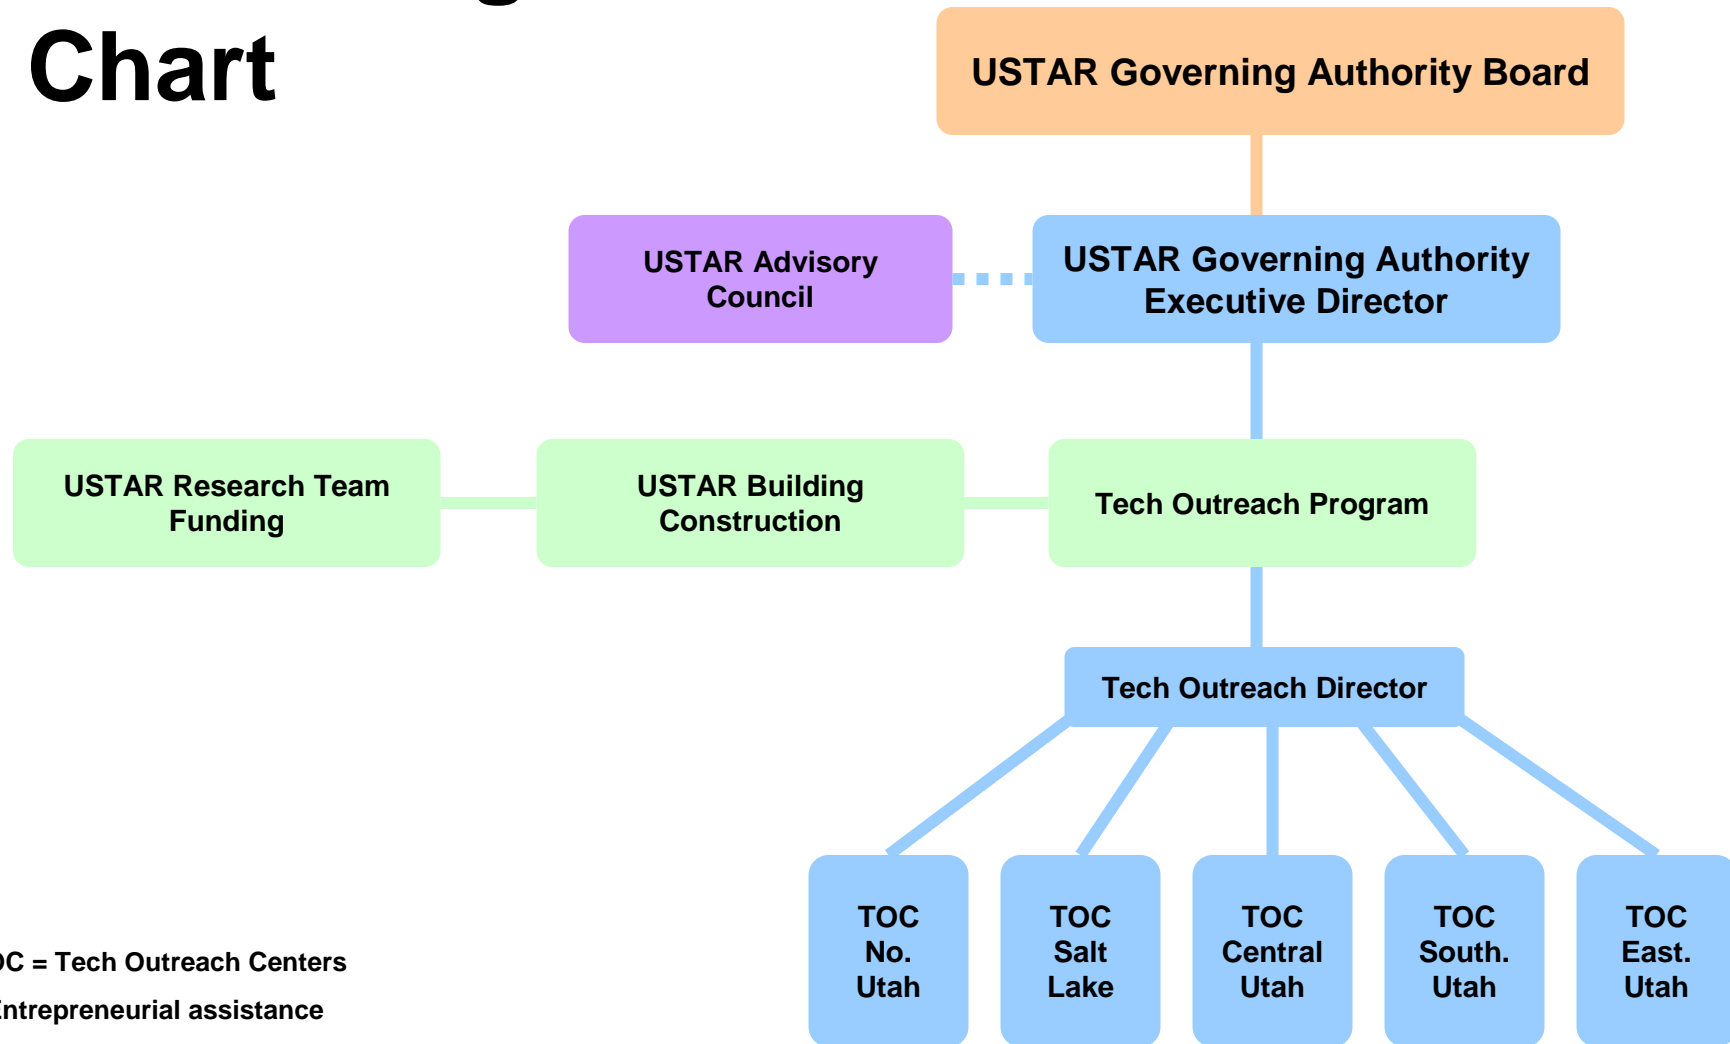 Chart
USTAR Governing Authority Board
USTAR Advisory
Council
USTAR Governing Authority
Executive Director
USTAR Research Team
Funding
USTAR Building
Construction
Tech Outreach Program
Tech Outreach Director
TOC
No.
Utah
TOC
Salt
Lake
TOC
Central
Utah
TOC
South.
Utah
TOC
East.
Utah
OC = Tech Outreach Centers
Entrepreneurial assistance